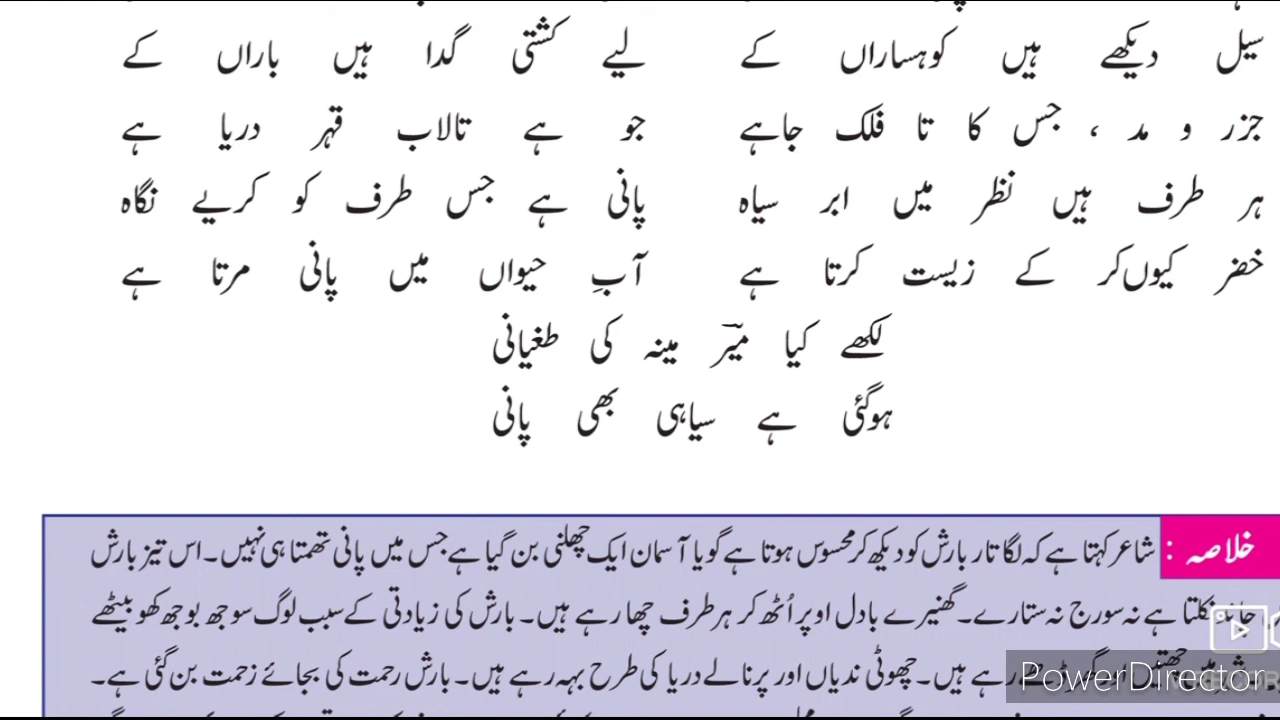 سیل دیکھے ہیں کوہساراں کے لیے کشتی گدا ہیں باراں کے
جزر و مد ، جس کا تا فلک جاہے جو ہے تالاب قہر دریا ہے
ہر طرف ہیں نظر میں ابر سیاہ پانی ہے جس طرف کو کریے نگاہ
خضر کیوں کر کے زیست کرتا ہے آبِ حیواں میں پانی مرتا ہے
لکھے کیا میرؔ مینہ کی طغیانی
ہوگئی ہے سیاہی بھی پانی
خلاصہ : شاعر کہتا ہے کہ لگاتار بارش کو دیکھ کر محسوس ہوتا ہے گویا آسمان ایک چھلنی بن گیا ہے جس میں پانی تھمتا ہی نہیں۔ اس تیز بارش
نکلتا ہے نہ سورج نہ ستارے۔ گھنیرے بادل اوپر اُٹھ کر ہر طرف چھا رہے ہیں۔ بارش کی زیادتی کے سبب لوگ سوجھ بوجھ کھو بیٹھے
رہے ہیں۔ چھوٹی ندیاں اور پرنالے دریا کی طرح بہہ رہے ہیں۔ بارش رحمت کی بجائے زحمت بن گئی ہے۔
PowerDirector